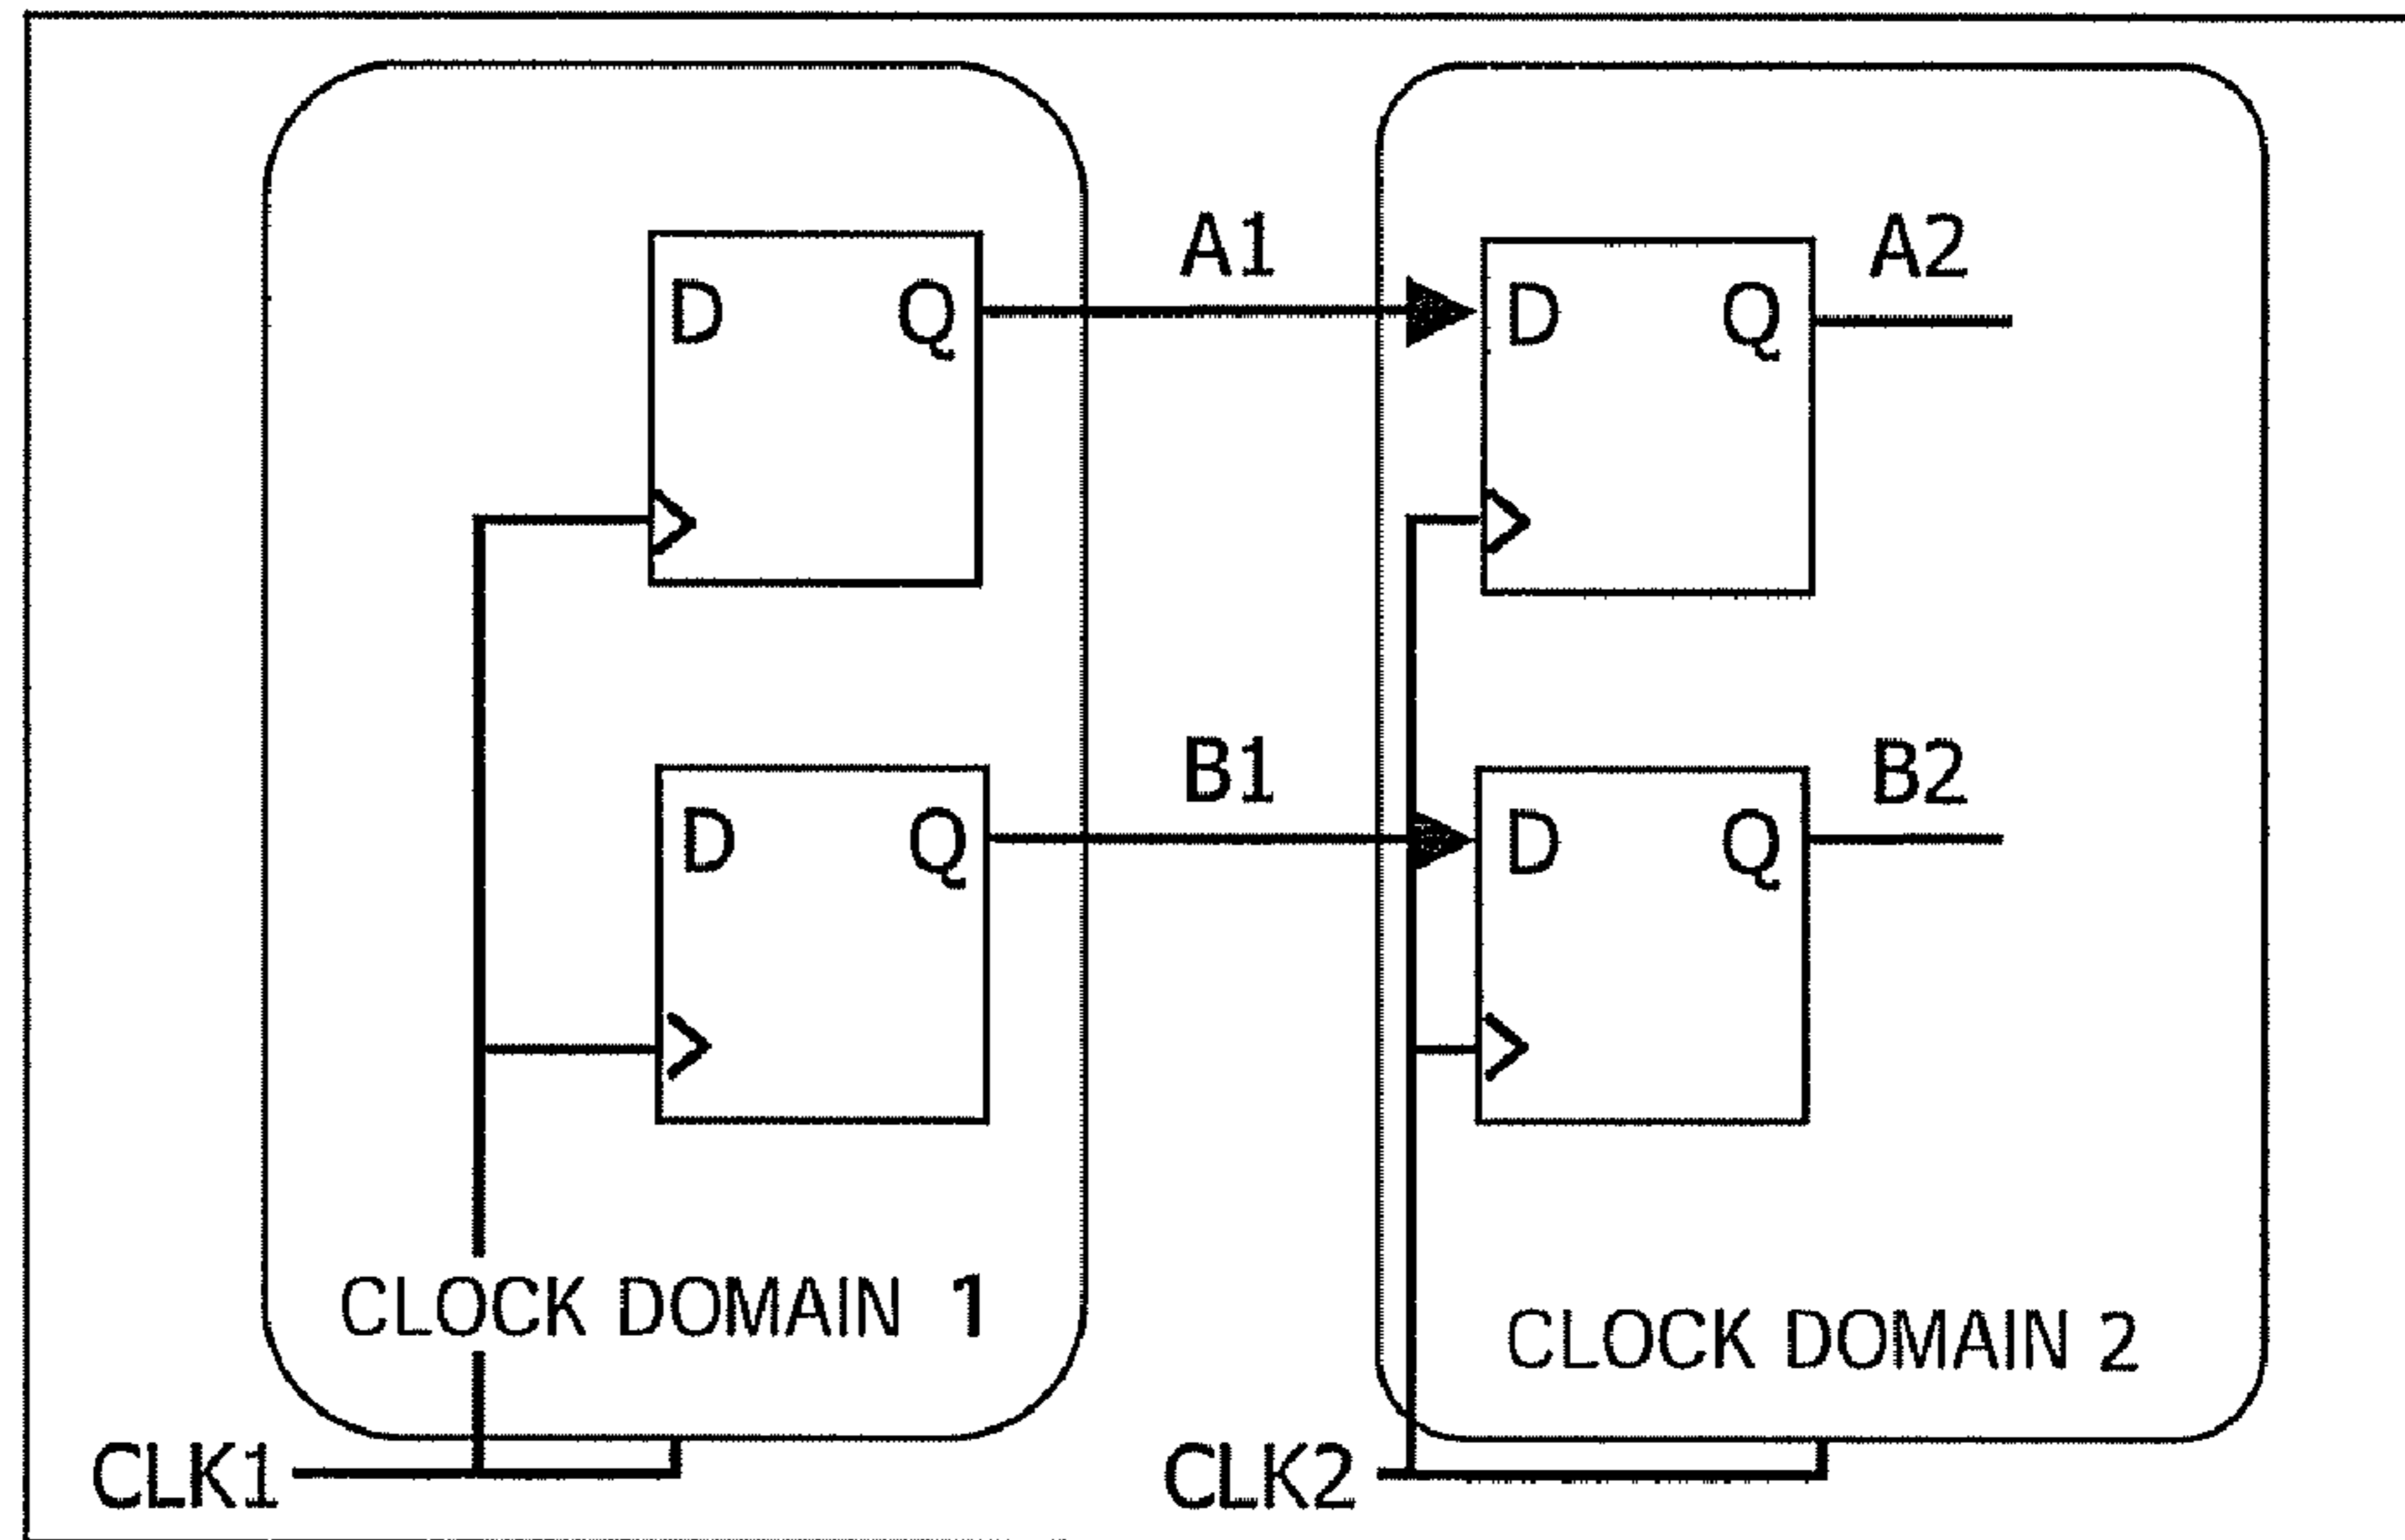 A1
A2
D Q
D Q
B1
B2
D Q
D Q
CLOCK DOMAIN 1
CLOCK DOMAIN 2
CLK1
CLK2